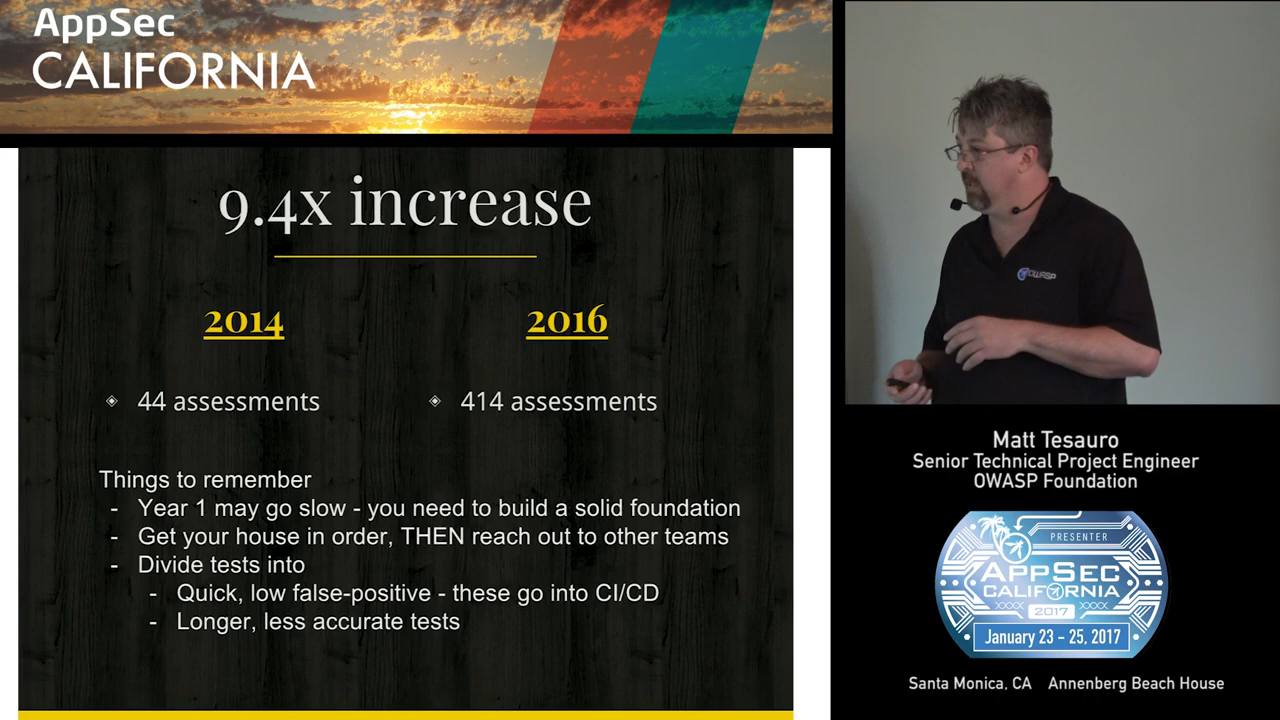 AppSec
CALIFORNIA
9.4x increase
2014
2016
44 assessments
414 assessments
Things to remember
- Year 1 may go slow - you need to build a solid foundation
- Get your house in order, THEN reach out to other teams
- Divide tests into
- Quick, low false-positive - these go into CI/CD
- Longer, less accurate tests
OWASP
Matt Tesauro
Senior Technical Project Engineer
OWASP Foundation
PRESENTER
APPSEC
CALIFORNIA
XXXX 2017 XXXX
January 23 - 25, 2017
Santa Monica, CA Annenberg Beach House